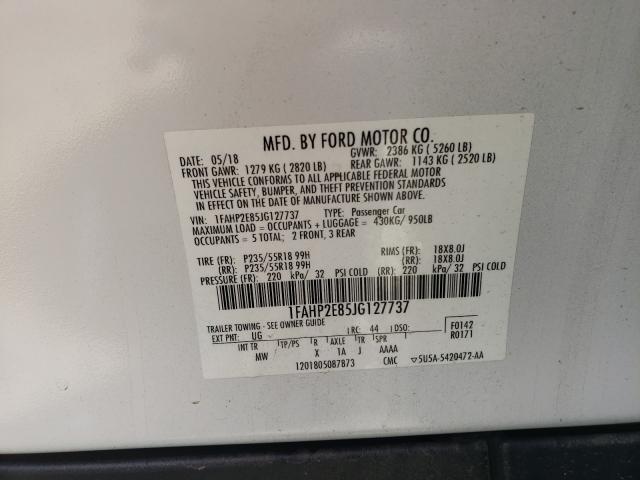 MFD. BY FORD MOTOR CO.
DATE: 05/18 GVWR: 2386 KG ( 5260 LB)
FRONT GAWR: 1279 KG ( 2820 LB) REAR GAWR: 1143 KG ( 2520 LB)
THIS VEHICLE CONFORMS TO ALL APPLICABLE FEDERAL MOTOR
VEHICLE SAFETY, BUMPER, AND THEFT PREVENTION STANDARDS
IN EFFECT ON THE DATE OF MANUFACTURE SHOWN ABOVE.
VIN: 1FAHP2E85JG127737 TYPE: Passenger Car
MAXIMUM LOAD = OCCUPANTS + LUGGAGE = 430KG/ 950LB
OCCUPANTS = 5 TOTAL; 2 FRONT, 3 REAR
TIRE (FR): P235/55R18 99H RIMS (FR): 18X8.0J
(RR): P235/55R18 99H (RR): 18X8.0J
PRESSURE (FR): 220 kPa/ 32 PSI COLD (RR): 220 kPa/ 32 PSI COLD
1FAHP2E85JG127737
TRAILER TOWING - SEE OWNER GUIDE
EXT PNT: UG RC: 44 DSO: F0142
R0171
INT TR TP/PS R AXLE TR SPR
MW X 1A J AAAA
1201805087873 CMC ▽5U5A-5420472-AA